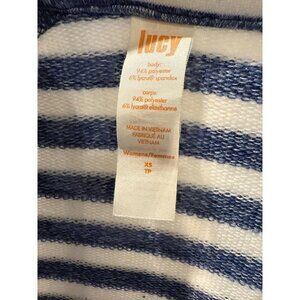 lucy
body:
94% polyester
6% lycra® spandex
corps:
94% polyester
6% lycra® élasthanne
MADE IN VIETNAM
FABRIQUÉ AU
VIETNAM
Womens/Femmes
XS
TP